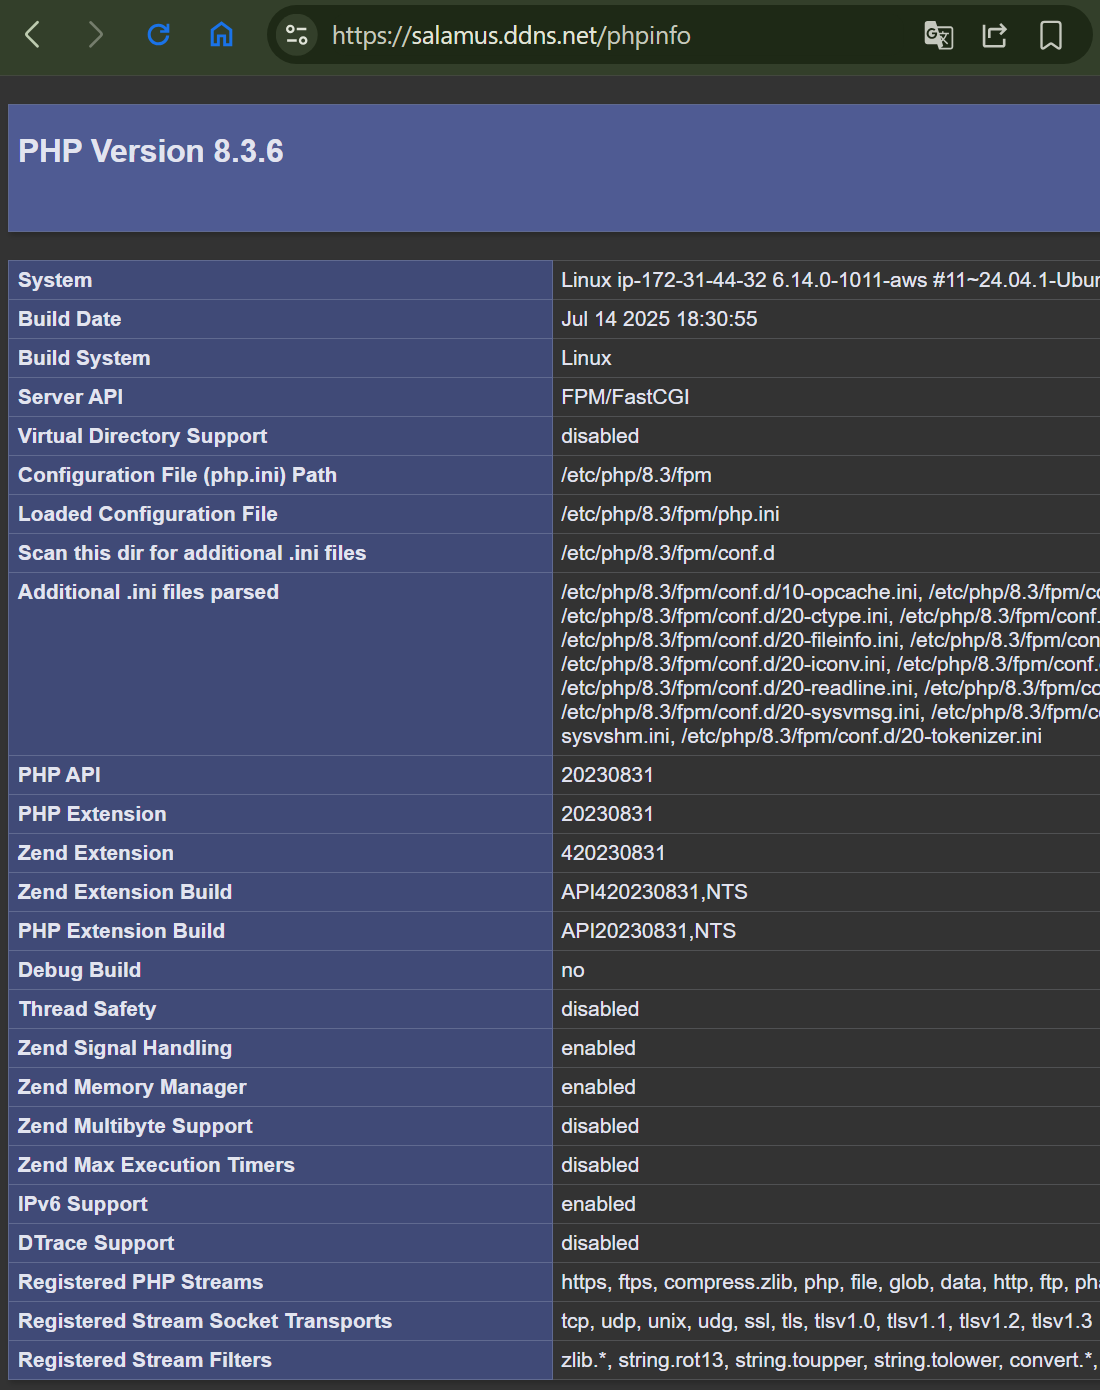 https://salamus.ddns.net/phpinfo
PHP Version 8.3.6
System Linux ip-172-31-44-32 6.14.0-1011-aws #11~24.04.1-Ubun
Build Date Jul 14 2025 18:30:55
Build System Linux
Server API FPM/FastCGI
Virtual Directory Support disabled
Configuration File (php.ini) Path /etc/php/8.3/fpm
Loaded Configuration File /etc/php/8.3/fpm/php.ini
Scan this dir for additional .ini files /etc/php/8.3/fpm/conf.d
Additional .ini files parsed /etc/php/8.3/fpm/conf.d/10-opcache.ini, /etc/php/8.3/fpm/co
/etc/php/8.3/fpm/conf.d/20-ctype.ini, /etc/php/8.3/fpm/conf.
/etc/php/8.3/fpm/conf.d/20-fileinfo.ini, /etc/php/8.3/fpm/con
/etc/php/8.3/fpm/conf.d/20-iconv.ini, /etc/php/8.3/fpm/conf.
/etc/php/8.3/fpm/conf.d/20-readline.ini, /etc/php/8.3/fpm/co
/etc/php/8.3/fpm/conf.d/20-sysvmsg.ini, /etc/php/8.3/fpm/c
sysvshm.ini, /etc/php/8.3/fpm/conf.d/20-tokenizer.ini
PHP API 20230831
PHP Extension 20230831
Zend Extension 420230831
Zend Extension Build API420230831,NTS
PHP Extension Build API20230831,NTS
Debug Build no
Thread Safety disabled
Zend Signal Handling enabled
Zend Memory Manager enabled
Zend Multibyte Support disabled
Zend Max Execution Timers disabled
IPv6 Support enabled
DTrace Support disabled
Registered PHP Streams https, ftps, compress.zlib, php, file, glob, data, http, ftp, pha
Registered Stream Socket Transports tcp, udp, unix, udg, ssl, tls, tlsv1.0, tlsv1.1, tlsv1.2, tlsv1.3
Registered Stream Filters zlib.*, string.rot13, string.toupper, string.tolower, convert.*,